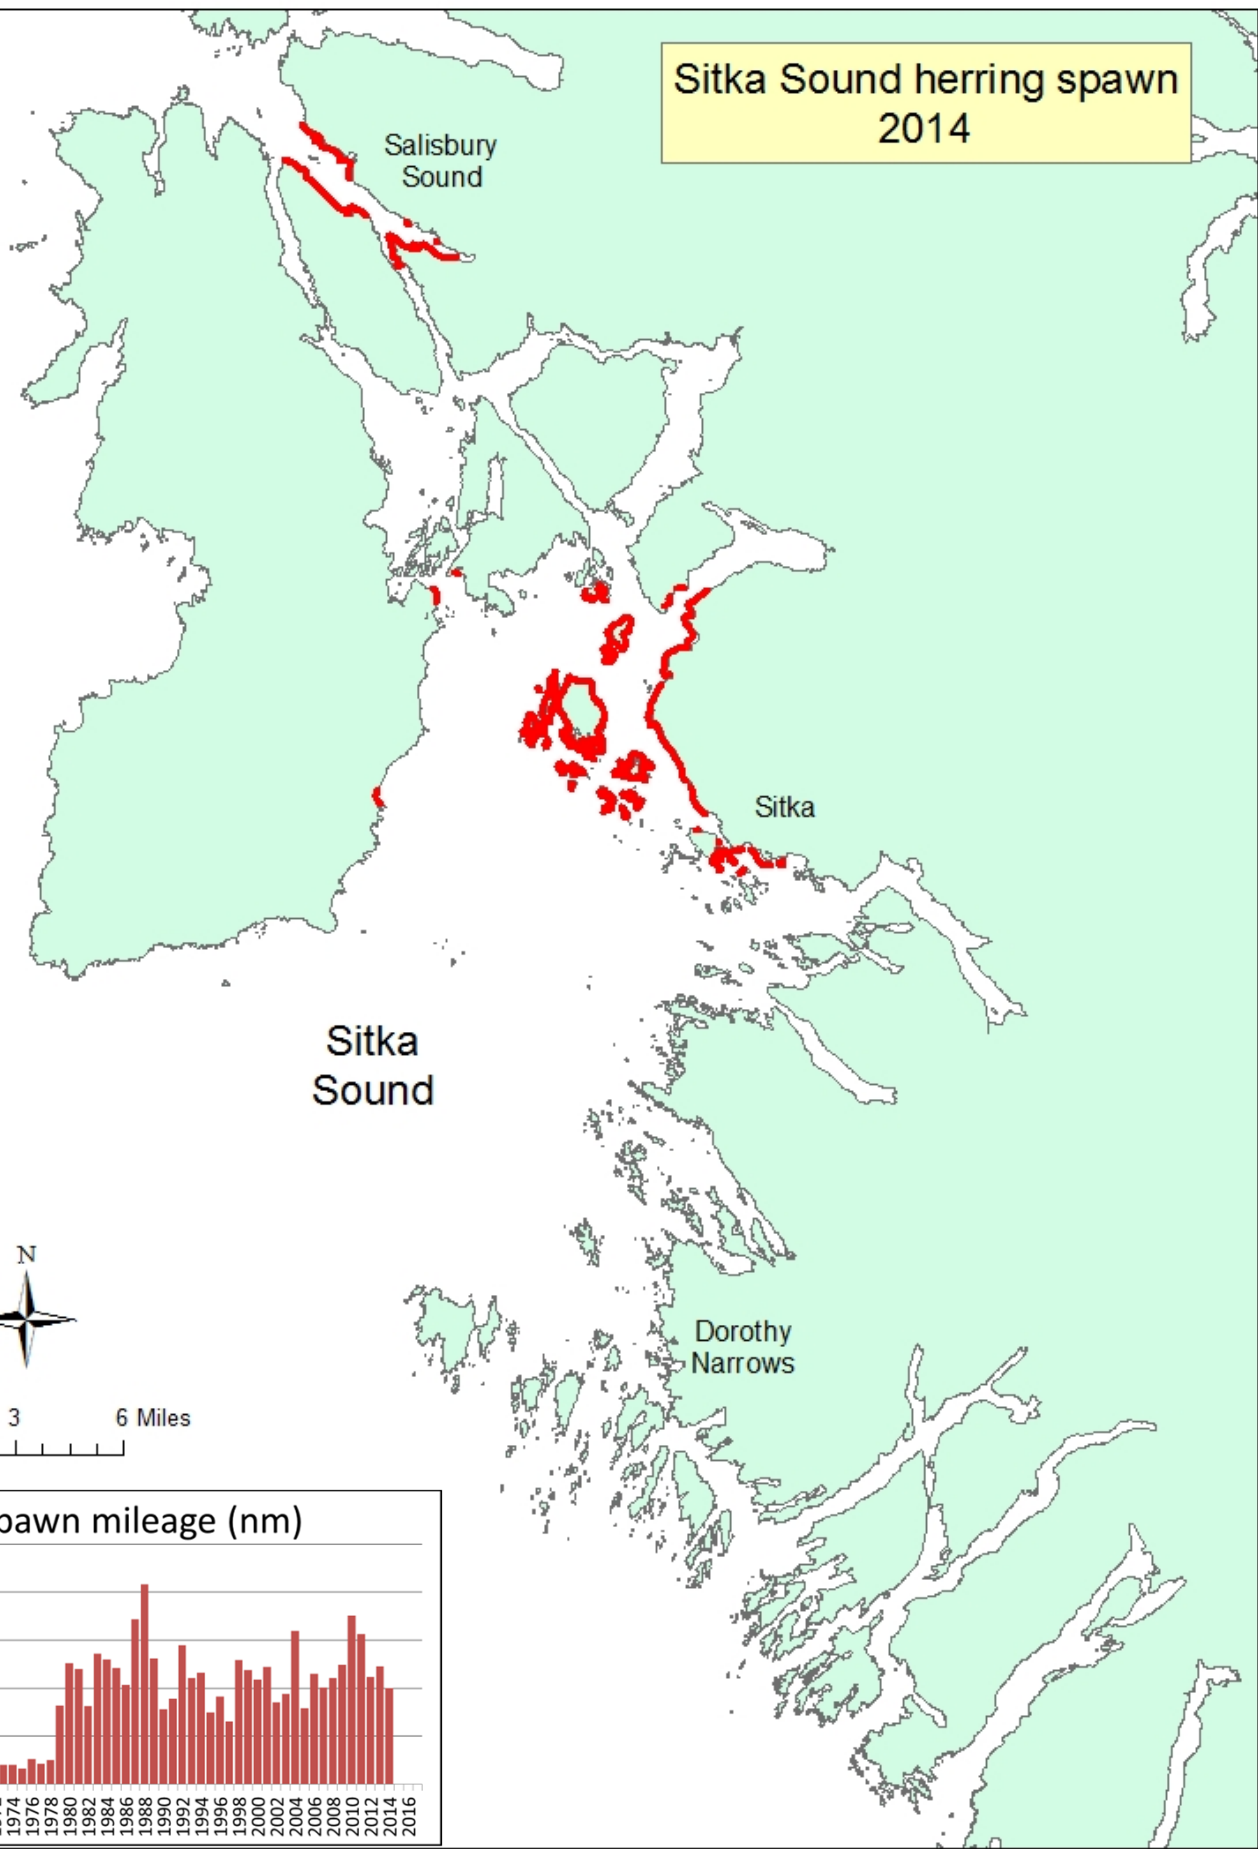 Sitka Sound herring spawn
2014
Salisbury
Sound
Sitka
Sitka
Sound
N
Dorothy
Narrows
3 6 Miles
pawn mileage (nm)
1974 1976 1978 1980 1982 1984 1986 1988 1990 1992 1994 1996 1998 2000 2002 2004 2006 2008 2010 2012 2014 2016